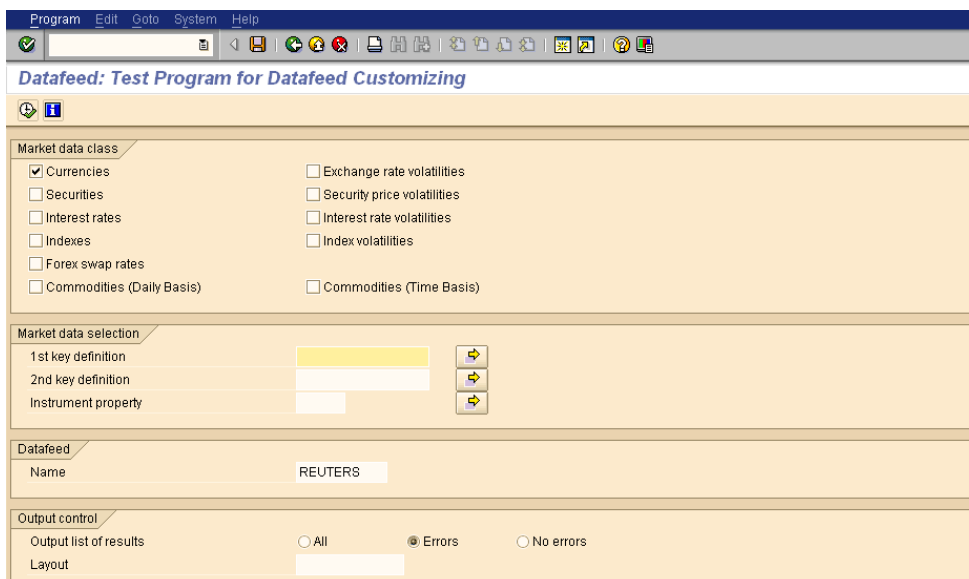 Program Edit Goto System Help
Datafeed: Test Program for Datafeed Customizing
Market data class
Currencies Exchange rate volatilities
Securities Security price volatilities
Interest rates Interest rate volatilities
Indexes Index volatilities
Forex swap rates
Commodities (Daily Basis) Commodities (Time Basis)
Market data selection
1st key definition
2nd key definition
Instrument property
Datafeed
Name REUTERS
Output control
Output list of results All Errors No errors
Layout